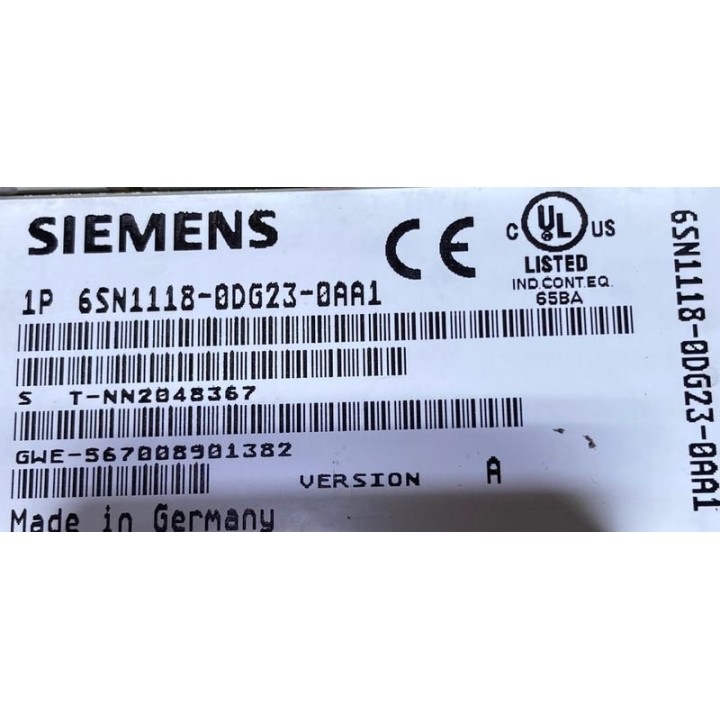 SIEMENS
CE
C UL US
LISTED
IND.CONT.EQ.
65BA
1P 6SN1118-0DG23-0AA1
S T-NN2048367
GWE-567008901382
VERSION A
Made in Germany
6SN1118-0DG23-0AA1